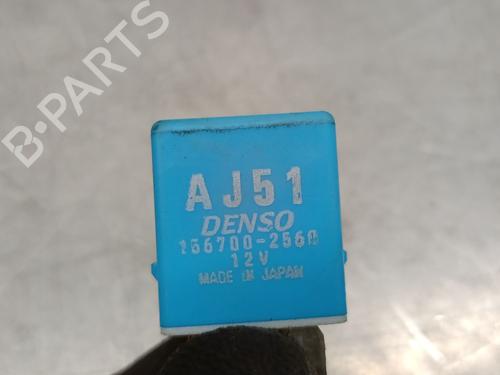 B-PARTS
AJ51
DENSO
156700-2560
12V
MADE IN JAPAN